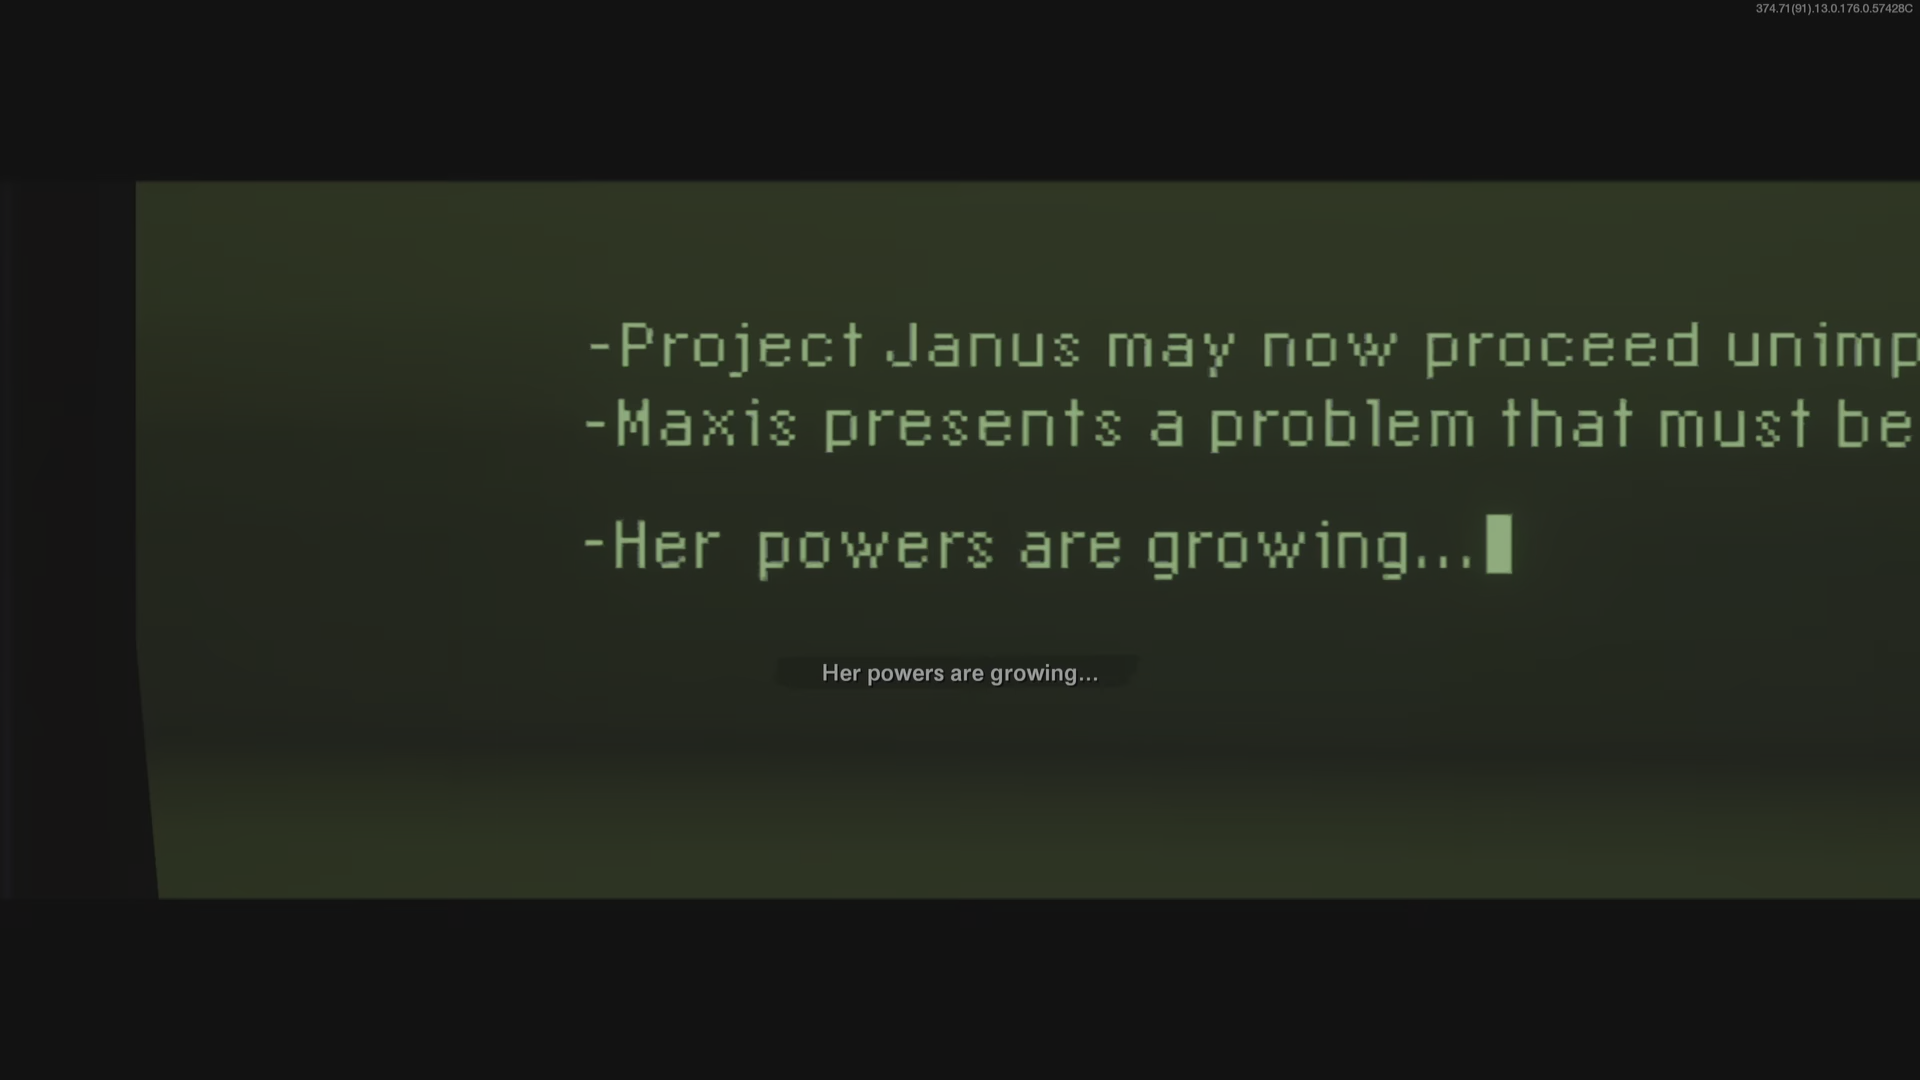 374.71(91).13.0.176.0.57428C
-Project Janus may now proceed unimp
-Maxis presents a problem that must be
-Her powers are growing...
Her powers are growing...